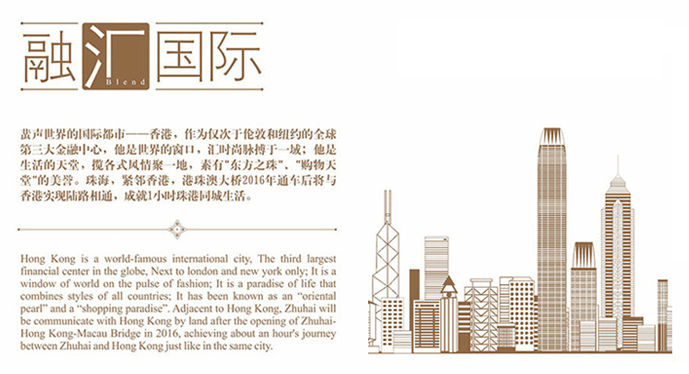 融汇国际
Blend
蜚声世界的国际都市——香港，作为仅次于伦敦和纽约的全球
第三大金融中心，他是世界的窗口，汇时尚脉搏于一城；他是
生活的天堂，揽各式风情聚一地，素有"东方之珠"、"购物天
堂"的美誉。珠海，紧邻香港，港珠澳大桥2016年通车后将与
香港实现陆路相通，成就1小时珠港同城生活。
Hong Kong is a world-famous international city, The third largest
financial center in the globe, Next to london and new york only; It is a
window of world on the pulse of fashion; It is a paradise of life that
combines styles of all countries; It has been known as an “oriental
pearl” and a “shopping paradise”. Adjacent to Hong Kong, Zhuhai will
be communicate with Hong Kong by land after the opening of Zhuhai-
Hong Kong-Macau Bridge in 2016, achieving about an hour's journey
between Zhuhai and Hong Kong just like in the same city.